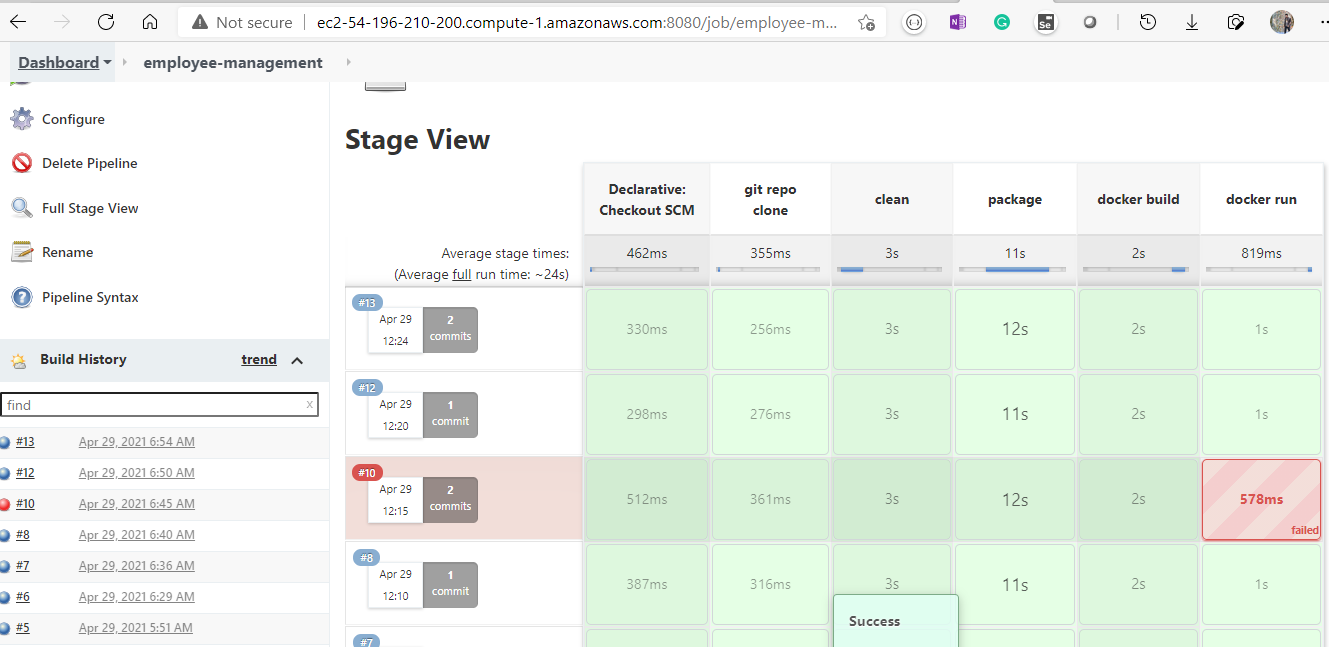 Not secure
ec2-54-196-210-200.compute-1.amazonaws.com:8080/job/employee-m...
Dashboard
employee-management
Configure
Delete Pipeline
Full Stage View
Rename
Pipeline Syntax
Build History
trend
find
x
#13 Apr 29, 2021 6:54 AM
#12 Apr 29, 2021 6:50 AM
#10 Apr 29, 2021 6:45 AM
#8 Apr 29, 2021 6:40 AM
#7 Apr 29, 2021 6:36 AM
#6 Apr 29, 2021 6:29 AM
#5 Apr 29, 2021 5:51 AM
Stage View
Declarative:
Checkout SCM
git repo
clone
clean
package
docker build
docker run
Average stage times:
(Average full run time: ~24s)
462ms
355ms
3s
11s
2s
819ms
#13
Apr 29
12:24
2
commits
330ms
256ms
3s
12s
2s
1s
#12
Apr 29
12:20
1
commit
298ms
276ms
3s
11s
2s
1s
#10
Apr 29
12:15
2
commits
512ms
361ms
3s
12s
2s
578ms
failed
#8
Apr 29
12:10
1
commit
387ms
316ms
3s
11s
2s
1s
#7
Success